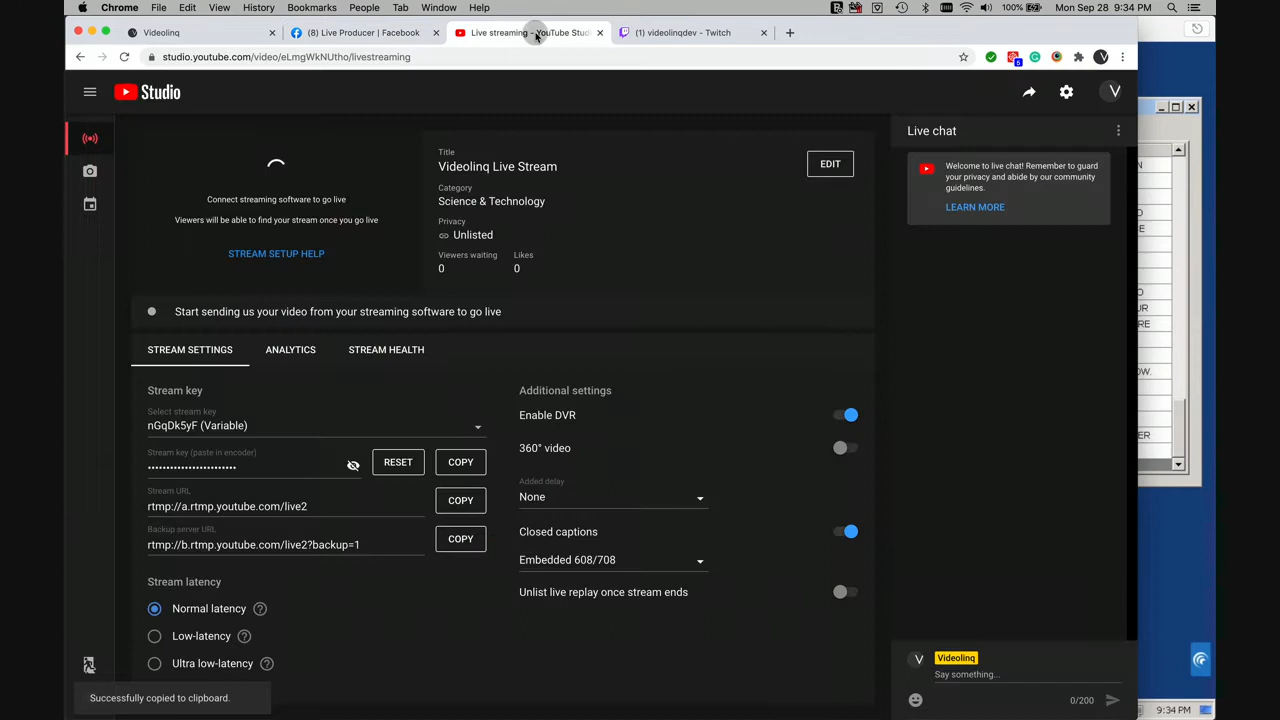 Chrome File Edit View History Bookmarks People Tab Window Help 100% Mon Sep 28 9:34 PM
Videolinq (8) Live Producer | Facebook Live streaming - YouTube Stud (1) videolinqdev - Twitch
studio.youtube.com/video/eLmgWkNUtho/livestreaming
Studio
Connect streaming software to go live
Viewers will be able to find your stream once you go live
STREAM SETUP HELP
Title
Videolinq Live Stream
EDIT
Category
Science & Technology
Privacy
Unlisted
Viewers waiting Likes
0 0
Start sending us your video from your streaming software to go live
STREAM SETTINGS ANALYTICS STREAM HEALTH
Stream key
Select stream key
nGqDk5yF (Variable)
Stream key (paste in encoder)
•••••••••••••••••••••••• RESET COPY
Stream URL
rtmp://a.rtmp.youtube.com/live2 COPY
Backup server URL
rtmp://b.rtmp.youtube.com/live2?backup=1 COPY
Stream latency
Normal latency
Low-latency
Ultra low-latency
Successfully copied to clipboard.
Additional settings
Enable DVR
360° video
Added delay
None
Closed captions
Embedded 608/708
Unlist live replay once stream ends
Live chat
Welcome to live chat! Remember to guard
your privacy and abide by our community
guidelines.
LEARN MORE
V Videolinq
Say something...
0/200
9:34 PM